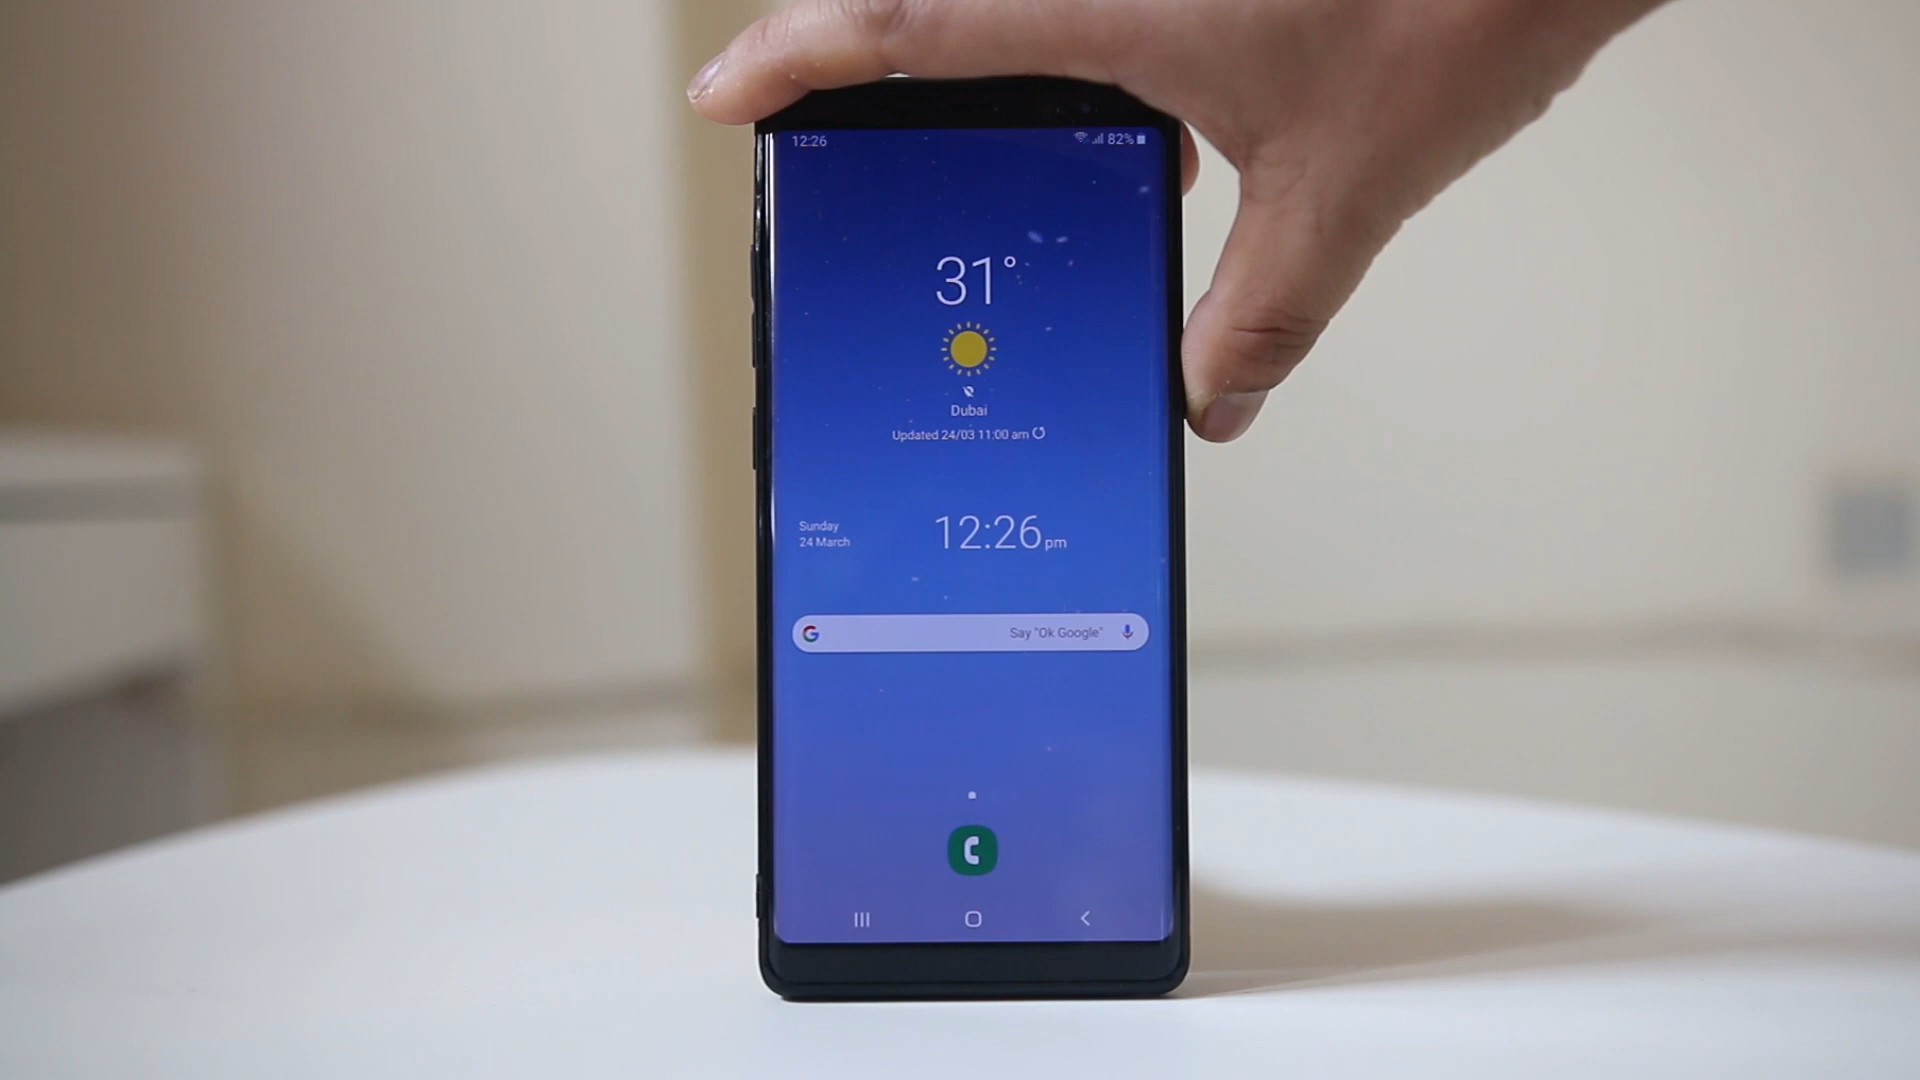 12:26 82%
31°
Dubai
Updated 24/03 11:00 am
Sunday
24 March
12:26 pm
G Say "Ok Google"